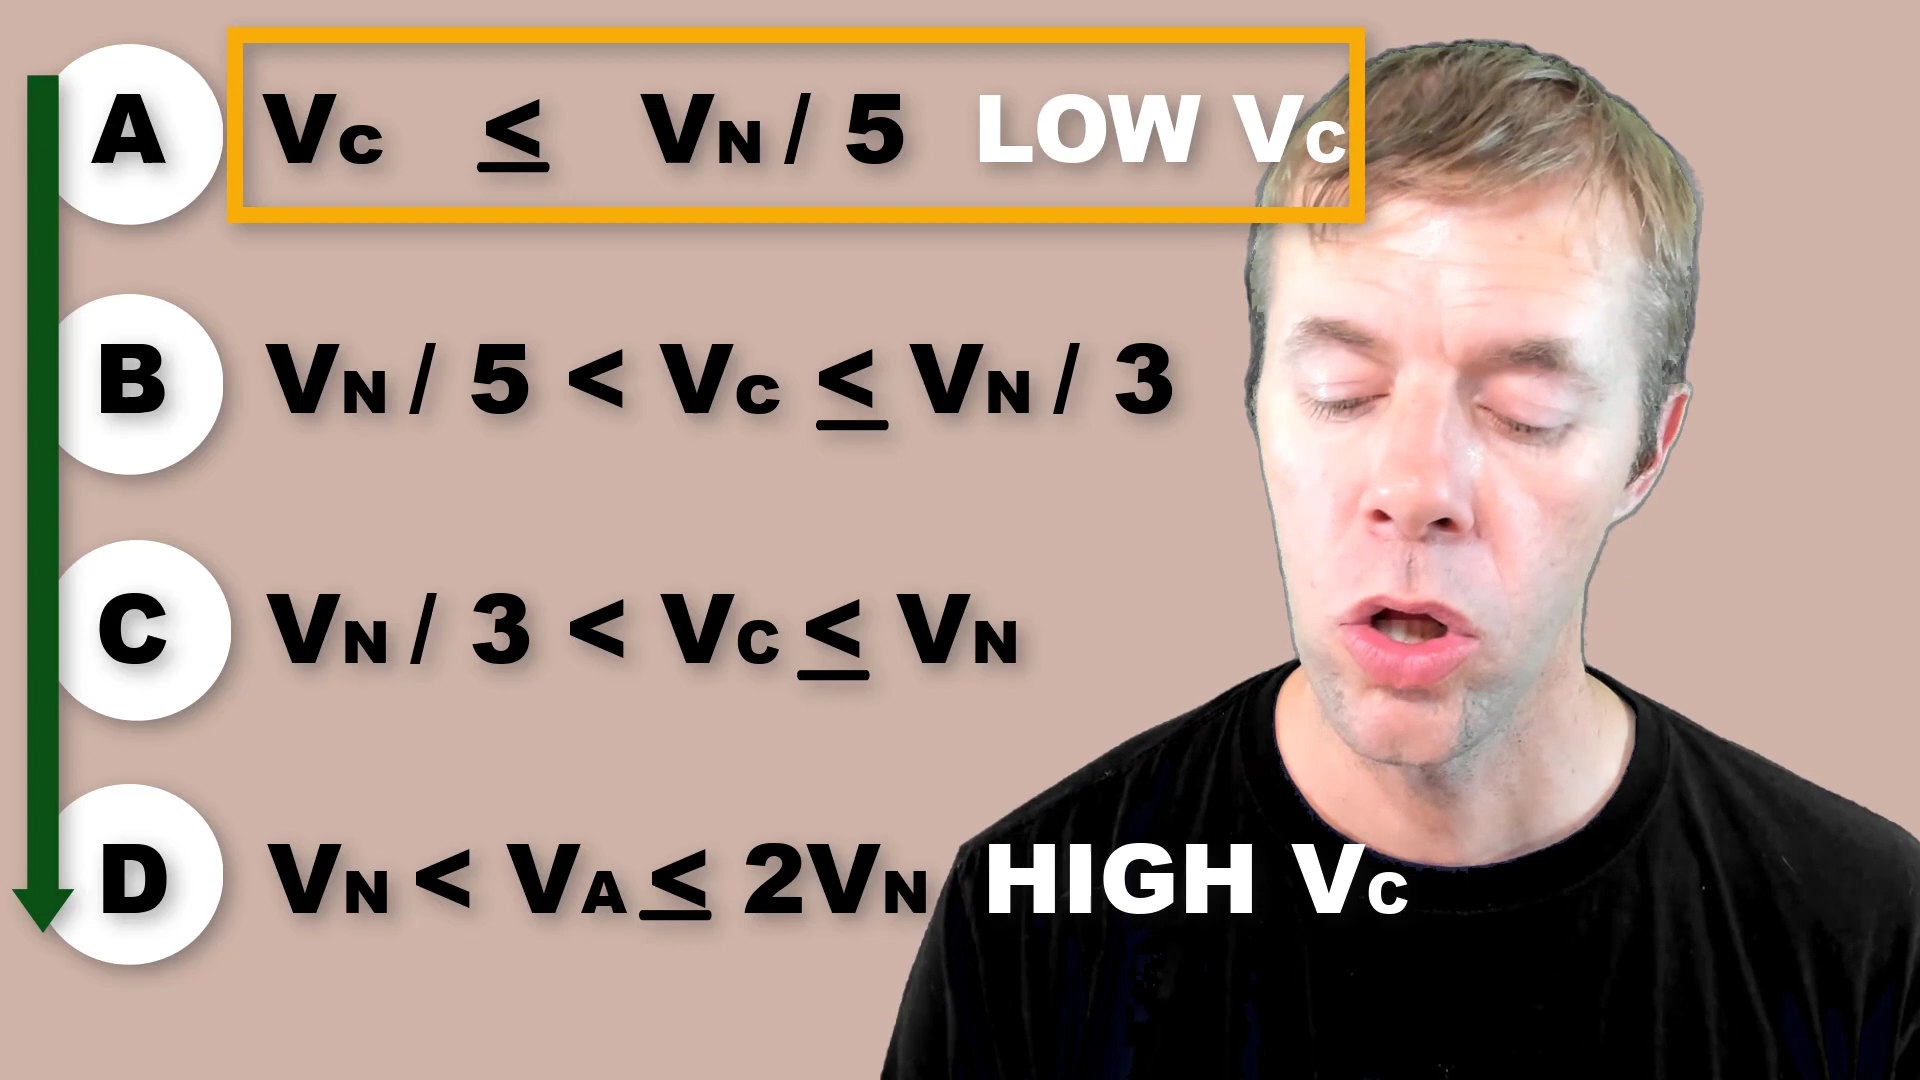 A VC ≤ VN / 5 LOW VC
B VN / 5 < VC ≤ VN / 3
C VN / 3 < VC ≤ VN
D VN < VA ≤ 2VN HIGH VC